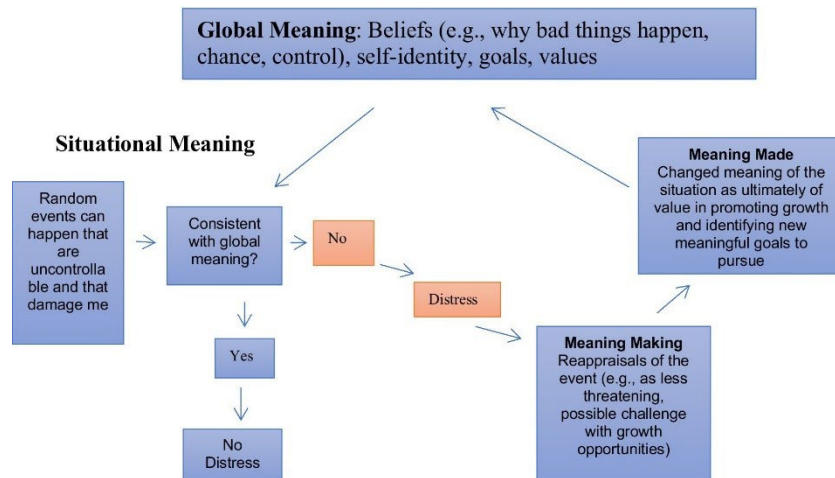 Global Meaning: Beliefs (e.g., why bad things happen,
chance, control), self-identity, goals, values
Situational Meaning
Random
events can
happen that
are
uncontrolla
ble and that
damage me
Consistent
with global
meaning?
No
Yes
No
Distress
Distress
Meaning Making
Reappraisals of the
event (e.g., as less
threatening,
possible challenge
with growth
opportunities)
Meaning Made
Changed meaning of the
situation as ultimately of
value in promoting growth
and identifying new
meaningful goals to
pursue